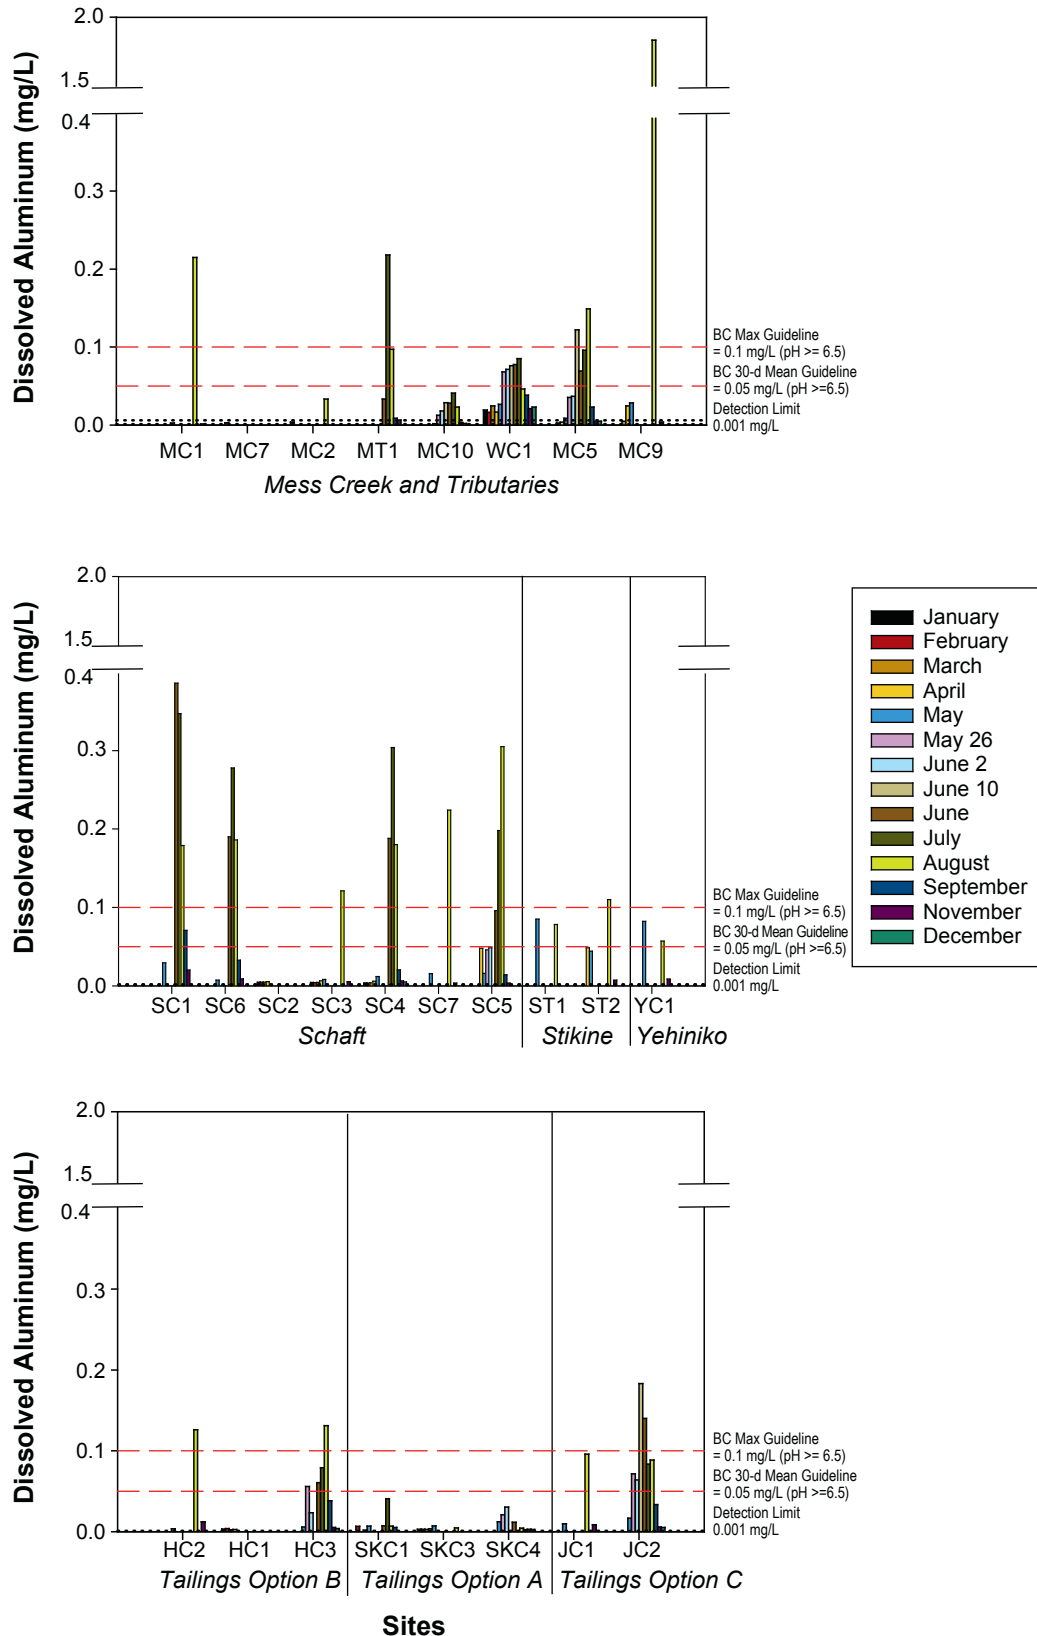 Dissolved Aluminum (mg/L)
2.0
1.5
0.4
0.3
0.2
0.1
0.0
BC Max Guideline
= 0.1 mg/L (pH >= 6.5)
BC 30-d Mean Guideline
= 0.05 mg/L (pH >=6.5)
Detection Limit
0.001 mg/L
MC1 MC7 MC2 MT1 MC10 WC1 MC5 MC9
Mess Creek and Tributaries
Dissolved Aluminum (mg/L)
2.0
1.5
0.4
0.3
0.2
0.1
0.0
BC Max Guideline
= 0.1 mg/L (pH >= 6.5)
BC 30-d Mean Guideline
= 0.05 mg/L (pH >=6.5)
Detection Limit
0.001 mg/L
SC1 SC6 SC2 SC3 SC4 SC7 SC5 ST1 ST2 YC1
Schaft Stikine Yehiniko
January
February
March
April
May
May 26
June 2
June 10
June
July
August
September
November
December
Dissolved Aluminum (mg/L)
2.0
1.5
0.4
0.3
0.2
0.1
0.0
BC Max Guideline
= 0.1 mg/L (pH >= 6.5)
BC 30-d Mean Guideline
= 0.05 mg/L (pH >=6.5)
Detection Limit
0.001 mg/L
HC2 HC1 HC3 SKC1 SKC3 SKC4 JC1 JC2
Tailings Option B Tailings Option A Tailings Option C
Sites